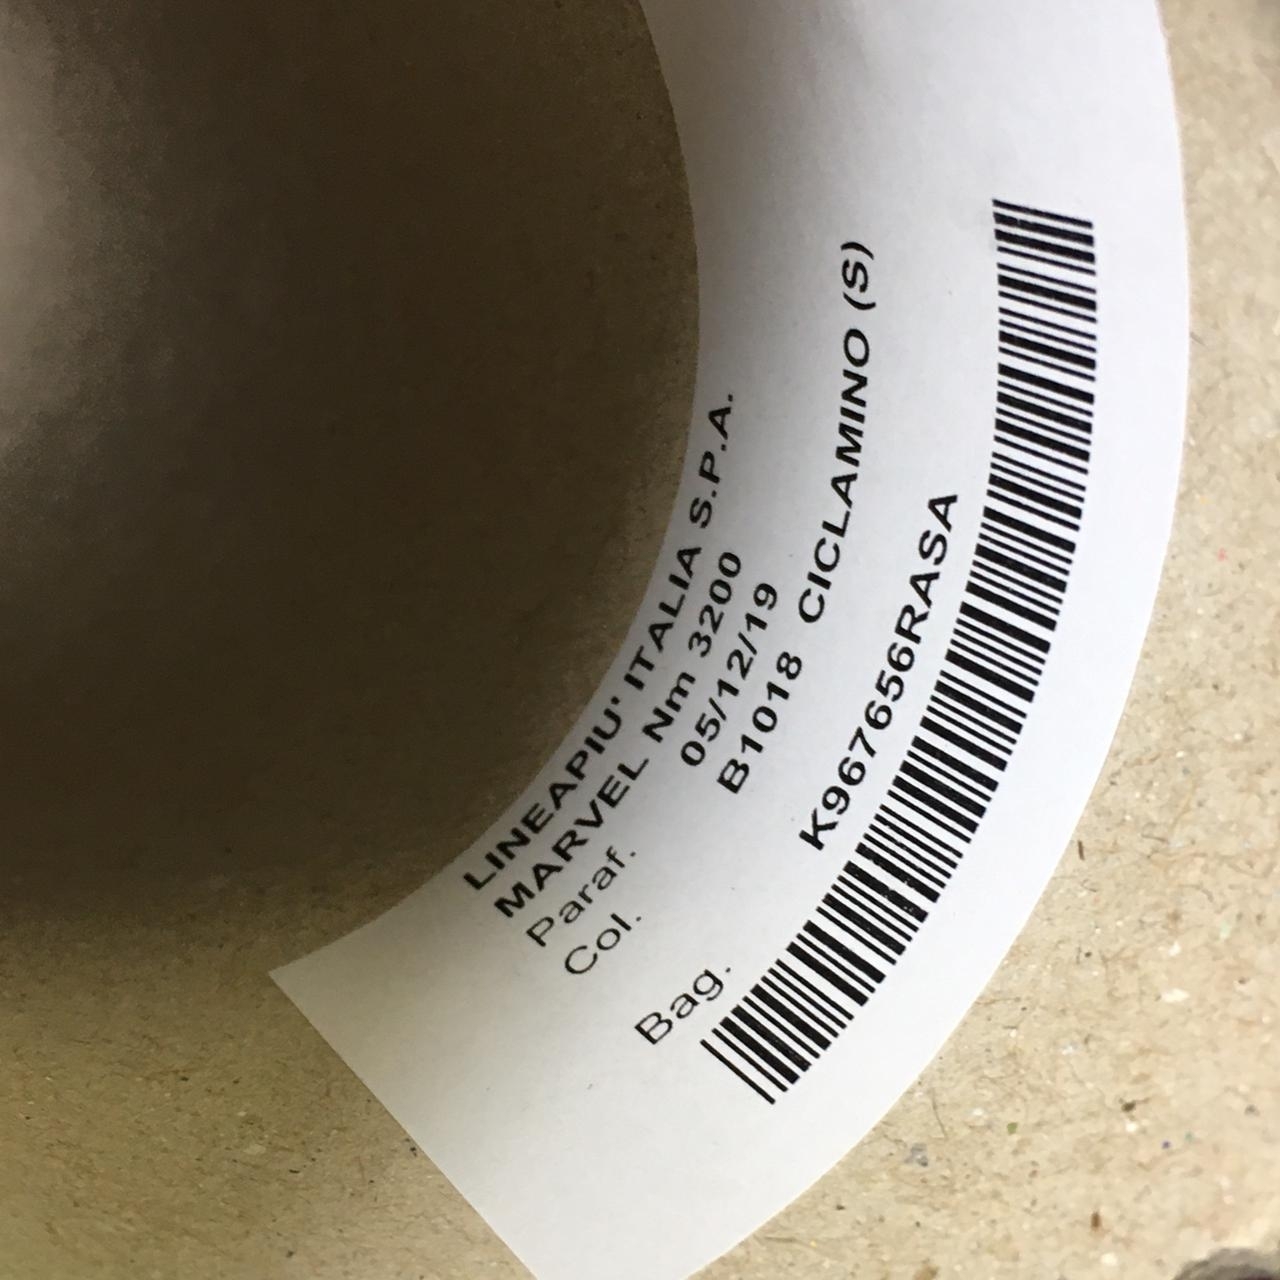 LINEAPIU' ITALIA S.P.A.
MARVEL Nm 3200
Paraf. 05/12/19
Col. B1018 CICLAMINO (S)
Bag. K967656RASA